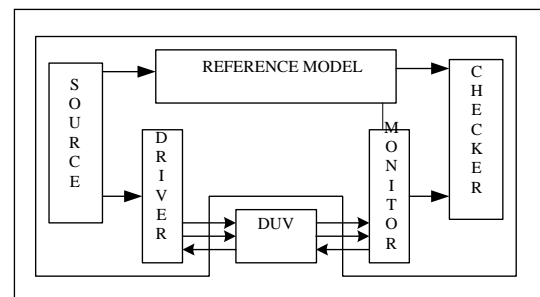 REFERENCE MODEL
SOURCE
DRIVER
DUV
MONITOR
CHECKER